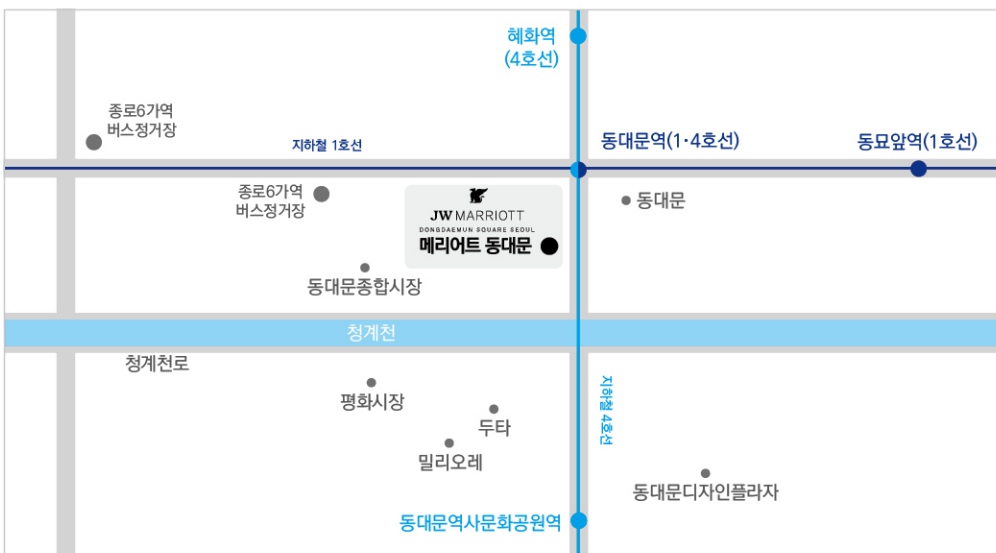 혜화역
(4호선)
종로6가역
버스정거장
지하철 1호선
동대문역(1·4호선)
동묘앞역(1호선)
종로6가역
버스정거장
JW MARRIOTT
DONGDAEMUN SQUARE SEOUL
메리어트 동대문
동대문
동대문종합시장
청계천
청계천로
평화시장
두타
밀리오레
지하철 4호선
동대문디자인플라자
동대문역사문화공원역